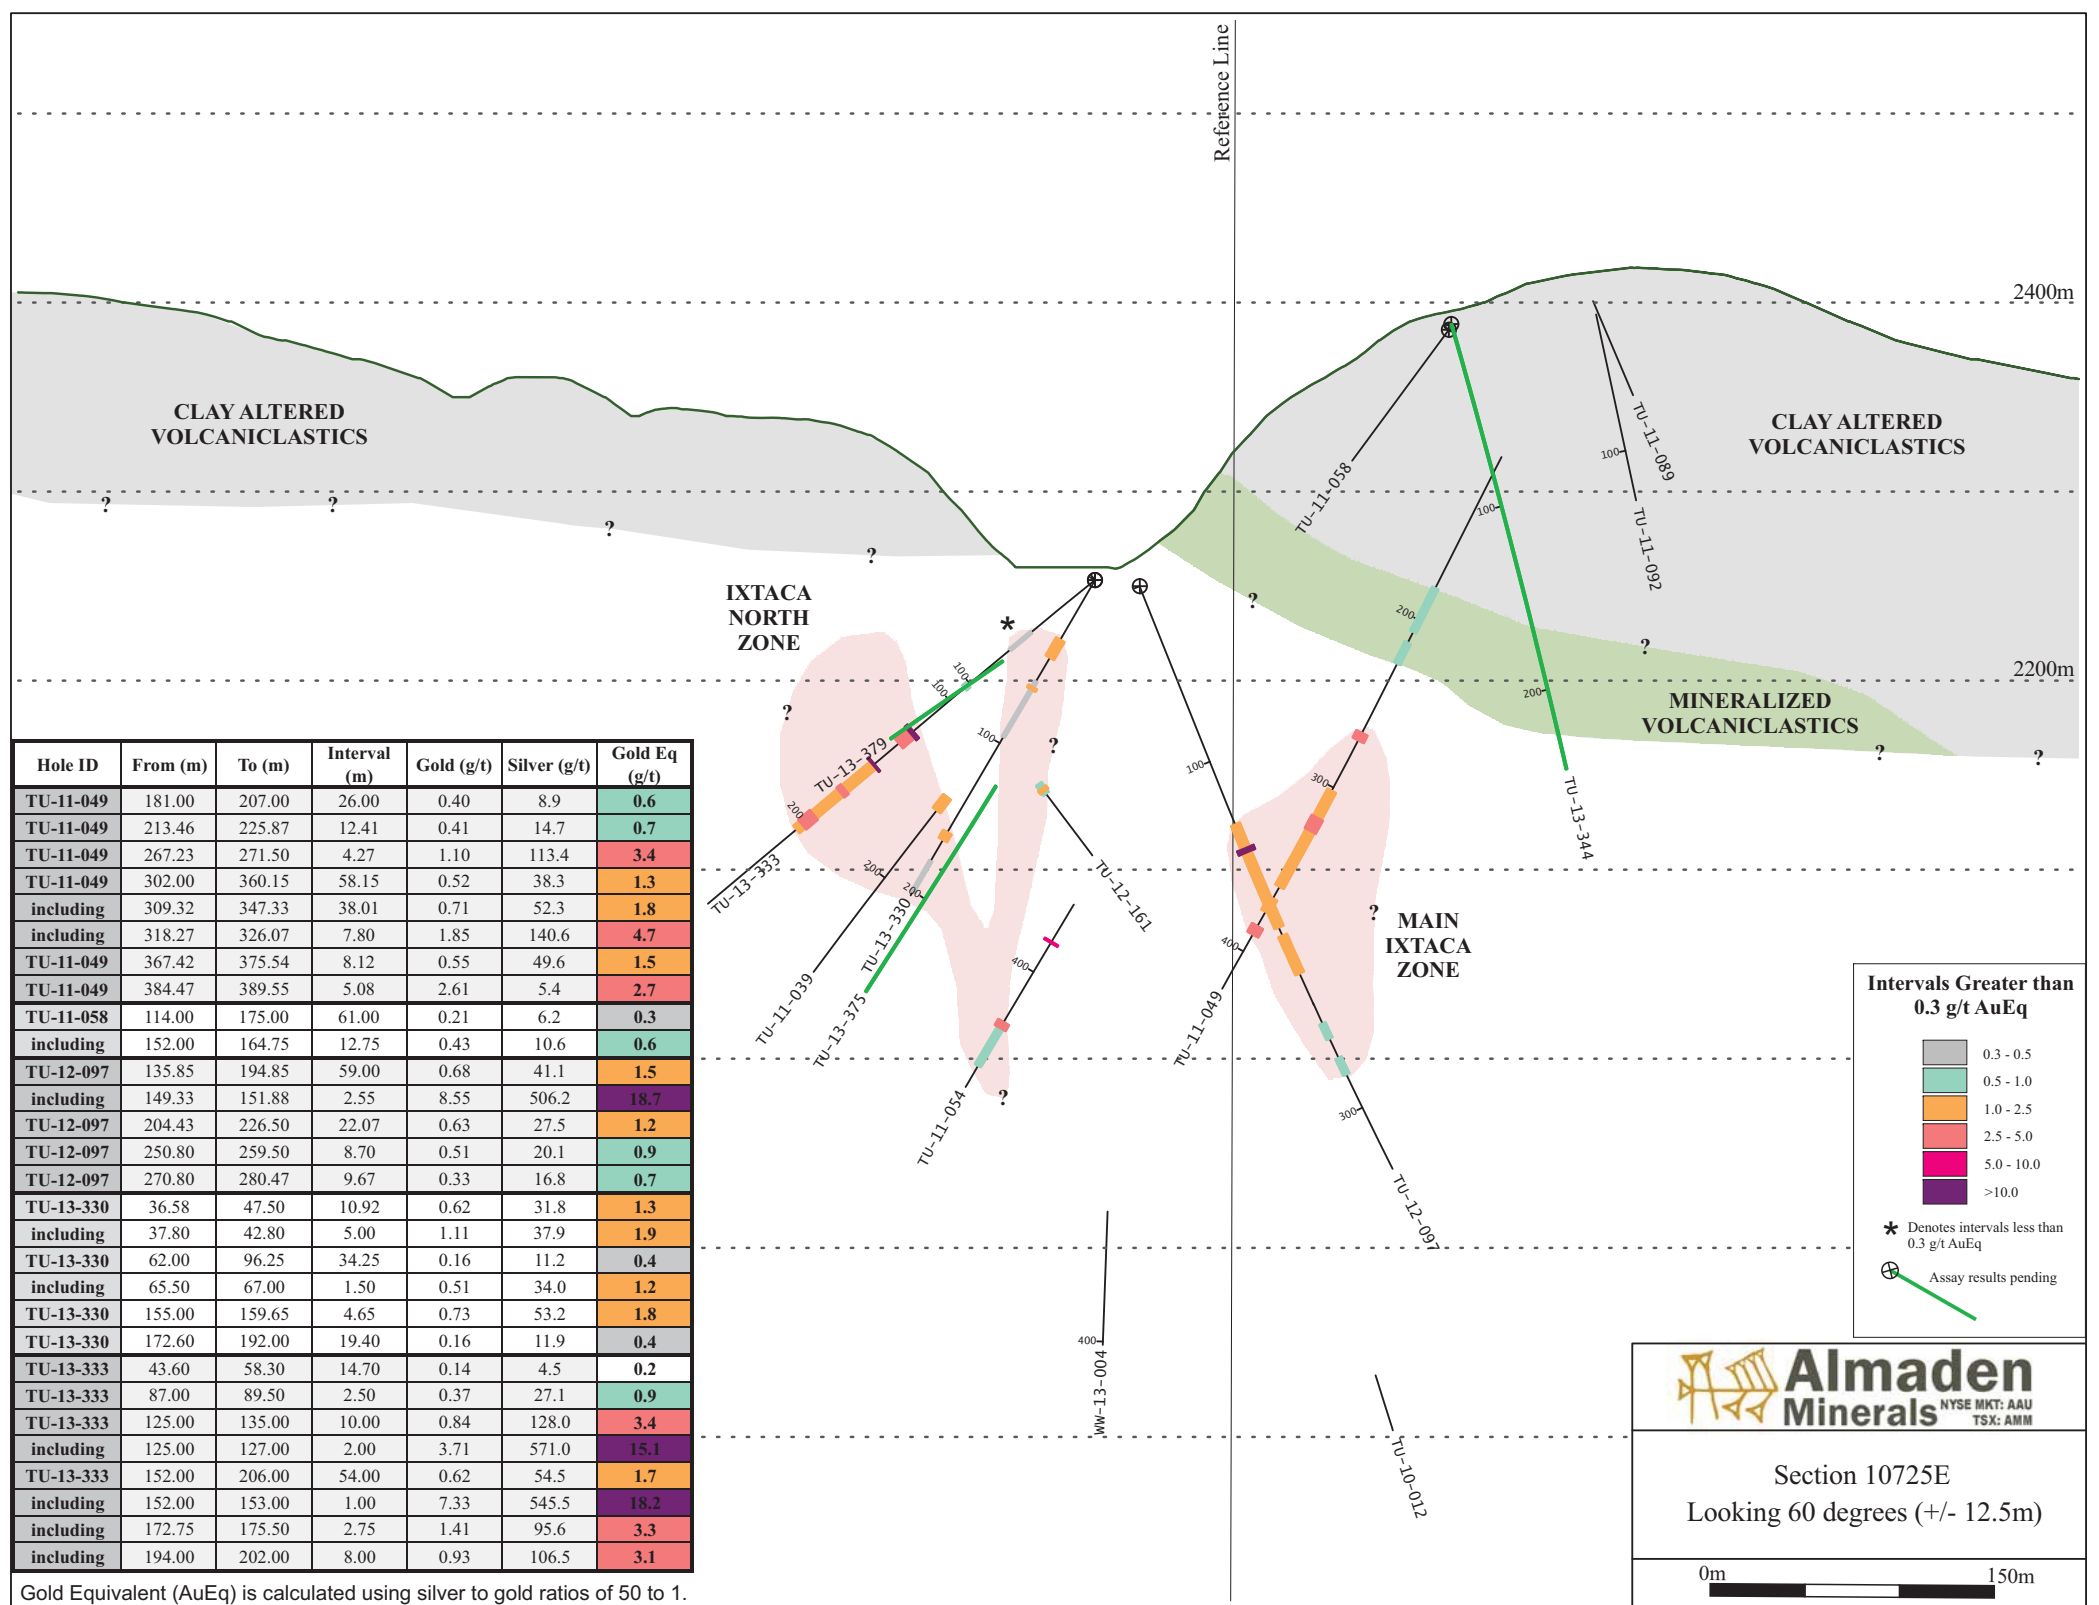 Reference Line
2400m
CLAY ALTERED
VOLCANICLASTICS
CLAY ALTERED
VOLCANICLASTICS
?
?
?
?
TU-11-058
TU-11-089
100
TU-11-092
100
IXTACA
NORTH
ZONE
*
?
200
?
2200m
MINERALIZED
VOLCANICLASTICS
?
?
200
TU-13-344
?
100
100
TU-13-379
200
TU-13-333
100
?
100
300
200
200
TU-13-330
TU-11-039
TU-13-375
TU-12-161
400
TU-11-054
?
400
TU-11-049
?
MAIN
IXTACA
ZONE
300
TU-12-097
400
WW-13-004
TU-10-012
Hole ID From (m) To (m) Interval (m) Gold (g/t) Silver (g/t) Gold Eq (g/t)
TU-11-049 181.00 207.00 26.00 0.40 8.9 0.6
TU-11-049 213.46 225.87 12.41 0.41 14.7 0.7
TU-11-049 267.23 271.50 4.27 1.10 113.4 3.4
TU-11-049 302.00 360.15 58.15 0.52 38.3 1.3
including 309.32 347.33 38.01 0.71 52.3 1.8
including 318.27 326.07 7.80 1.85 140.6 4.7
TU-11-049 367.42 375.54 8.12 0.55 49.6 1.5
TU-11-049 384.47 389.55 5.08 2.61 5.4 2.7
TU-11-058 114.00 175.00 61.00 0.21 6.2 0.3
including 152.00 164.75 12.75 0.43 10.6 0.6
TU-12-097 135.85 194.85 59.00 0.68 41.1 1.5
including 149.33 151.88 2.55 8.55 506.2 18.7
TU-12-097 204.43 226.50 22.07 0.63 27.5 1.2
TU-12-097 250.80 259.50 8.70 0.51 20.1 0.9
TU-12-097 270.80 280.47 9.67 0.33 16.8 0.7
TU-13-330 36.58 47.50 10.92 0.62 31.8 1.3
including 37.80 42.80 5.00 1.11 37.9 1.9
TU-13-330 62.00 96.25 34.25 0.16 11.2 0.4
including 65.50 67.00 1.50 0.51 34.0 1.2
TU-13-330 155.00 159.65 4.65 0.73 53.2 1.8
TU-13-330 172.60 192.00 19.40 0.16 11.9 0.4
TU-13-333 43.60 58.30 14.70 0.14 4.5 0.2
TU-13-333 87.00 89.50 2.50 0.37 27.1 0.9
TU-13-333 125.00 135.00 10.00 0.84 128.0 3.4
including 125.00 127.00 2.00 3.71 571.0 15.1
TU-13-333 152.00 206.00 54.00 0.62 54.5 1.7
including 152.00 153.00 1.00 7.33 545.5 18.2
including 172.75 175.50 2.75 1.41 95.6 3.3
including 194.00 202.00 8.00 0.93 106.5 3.1
Gold Equivalent (AuEq) is calculated using silver to gold ratios of 50 to 1.
Intervals Greater than
0.3 g/t AuEq
0.3 - 0.5
0.5 - 1.0
1.0 - 2.5
2.5 - 5.0
5.0 - 10.0
>10.0
* Denotes intervals less than
0.3 g/t AuEq
Assay results pending
Almaden
Minerals NYSE MKT: AAU
TSX: AMM
Section 10725E
Looking 60 degrees (+/- 12.5m)
0m 150m